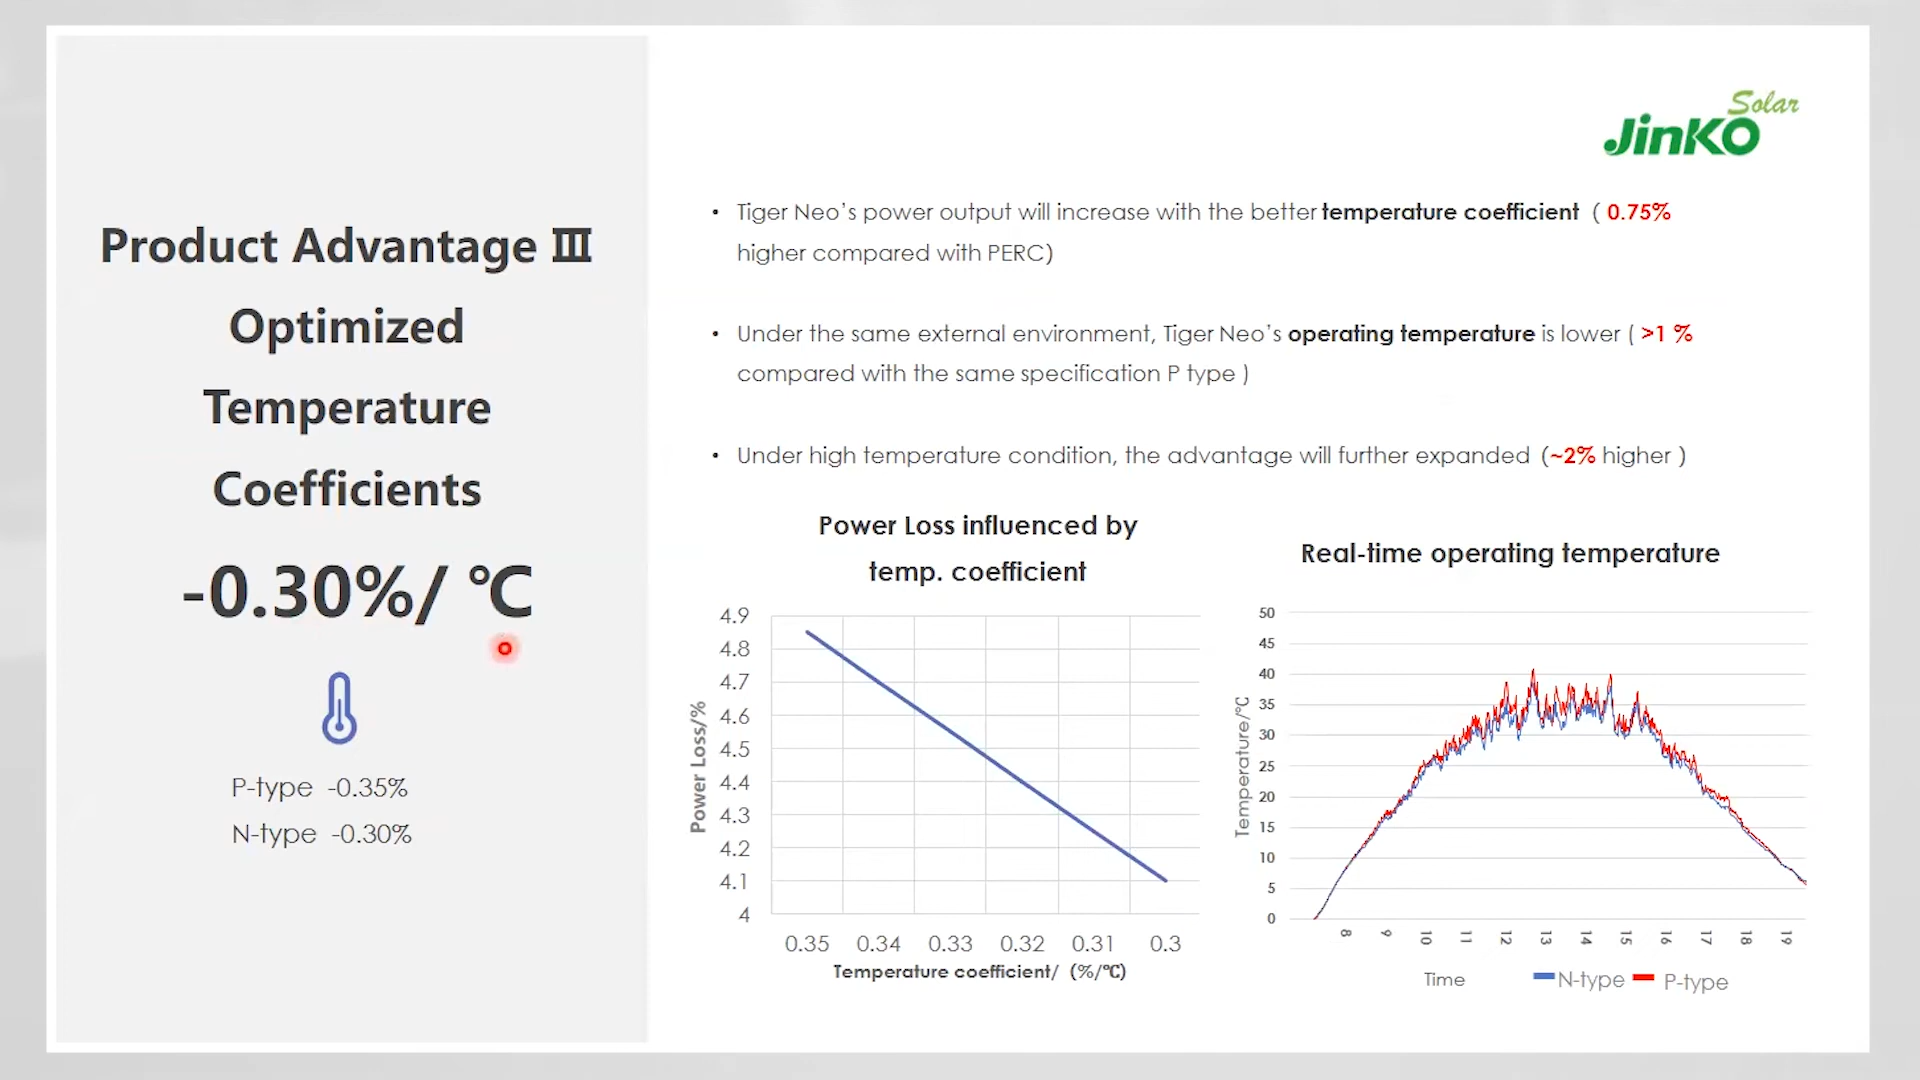 Product Advantage Ⅲ
Optimized
Temperature
Coefficients
-0.30%/ ℃
P-type -0.35%
N-type -0.30%
Solar
JinKO
• Tiger Neo’s power output will increase with the better temperature coefficient ( 0.75%
higher compared with PERC)
• Under the same external environment, Tiger Neo’s operating temperature is lower ( >1 %
compared with the same specification P type )
• Under high temperature condition, the advantage will further expanded (~2% higher )
Power Loss influenced by
temp. coefficient
Power Loss/%
4.9
4.8
4.7
4.6
4.5
4.4
4.3
4.2
4.1
4
0.35 0.34 0.33 0.32 0.31 0.3
Temperature coefficient/ (%/℃)
Real-time operating temperature
Temperature/℃
50
45
40
35
30
25
20
15
10
5
0
8 9 10 11 12 13 14 15 16 17 18 19
Time N-type P-type